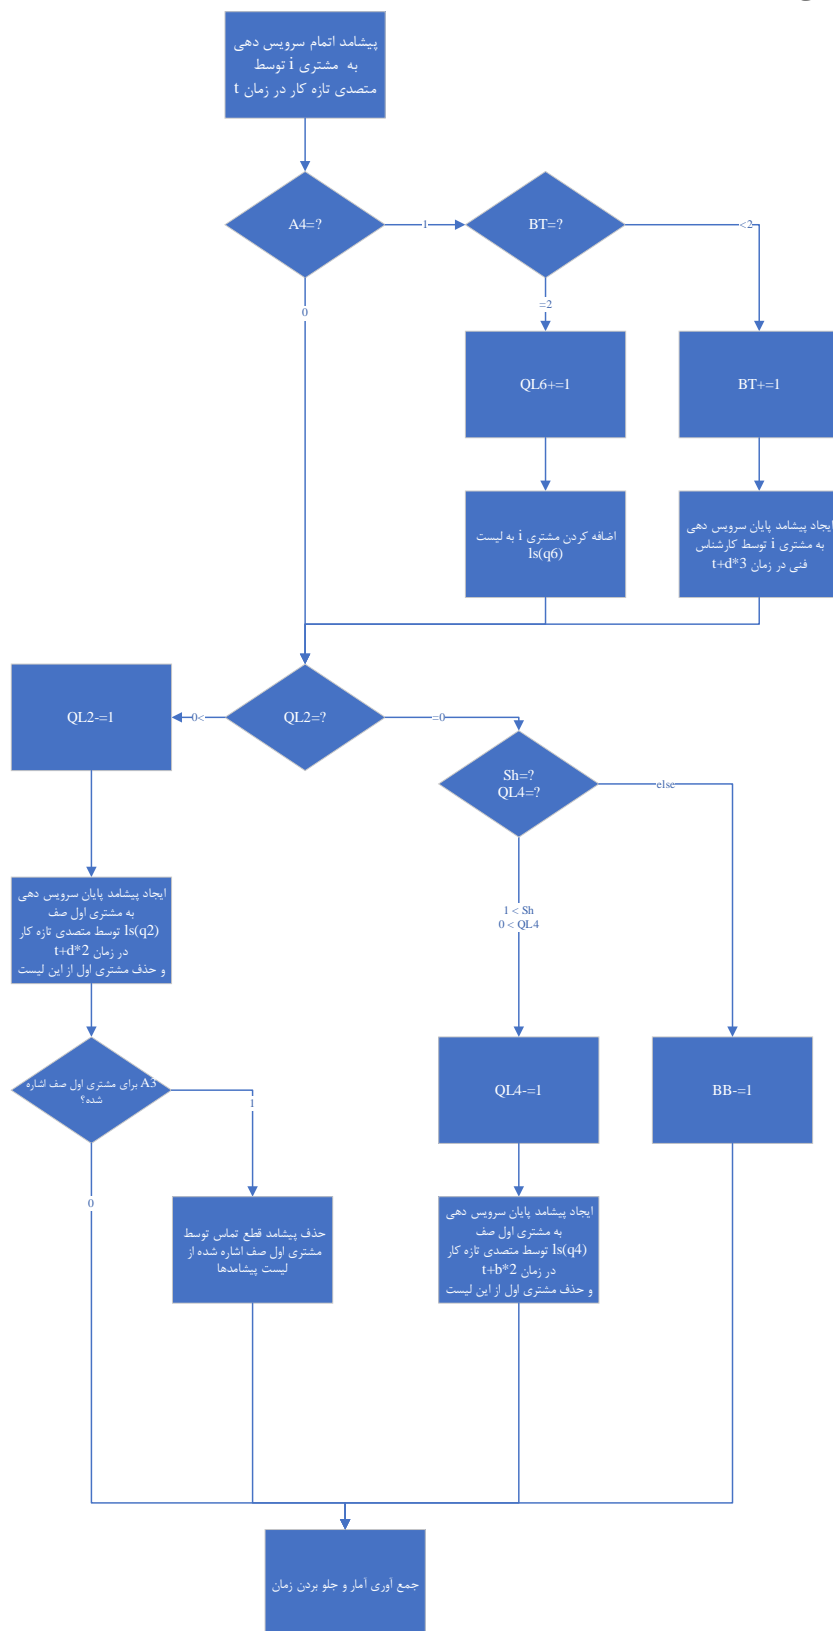 پیشامد اتمام سرویس دهی
به مشتری i توسط
متصدی تازه کار در زمان t
A4=?
1
BT=?
<2
0
=2
QL6+=1
BT+=1
اضافه کردن مشتری i به لیست
ls(q6)
ایجاد پیشامد پایان سرویس دهی
به مشتری i توسط کارشناس
فنی در زمان t+d*3
QL2-=1
0<
QL2=?
=0
Sh=?
QL4=?
else
ایجاد پیشامد پایان سرویس دهی
به مشتری اول صف
ls(q2) توسط متصدی تازه کار
در زمان t+d*2
و حذف مشتری اول از این لیست
1 < Sh
0 < QL4
A3 برای مشتری اول صف اشاره
شده؟
1
QL4-=1
BB-=1
0
حذف پیشامد قطع تماس توسط
مشتری اول صف اشاره شده از
لیست پیشامدها
ایجاد پیشامد پایان سرویس دهی
به مشتری اول صف
ls(q4) توسط متصدی تازه کار
در زمان t+b*2
و حذف مشتری اول از این لیست
جمع آوری آمار و جلو بردن زمان